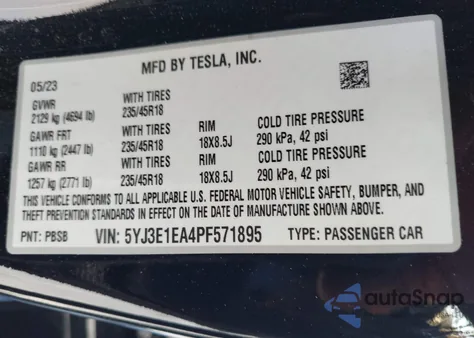 MFD BY TESLA, INC.
05/23
GVWR WITH TIRES
2129 kg (4694 lb) 235/45R18
GAWR FRT WITH TIRES RIM COLD TIRE PRESSURE
1110 kg (2447 lb) 235/45R18 18X8.5J 290 kPa, 42 psi
GAWR RR WITH TIRES RIM COLD TIRE PRESSURE
1257 kg (2771 lb) 235/45R18 18X8.5J 290 kPa, 42 psi
THIS VEHICLE CONFORMS TO ALL APPLICABLE U.S. FEDERAL MOTOR VEHICLE SAFETY, BUMPER, AND
THEFT PREVENTION STANDARDS IN EFFECT ON THE DATE OF MANUFACTURE SHOWN ABOVE.
PNT: PBSB VIN: 5YJ3E1EA4PF571895 TYPE: PASSENGER CAR
autoSnap